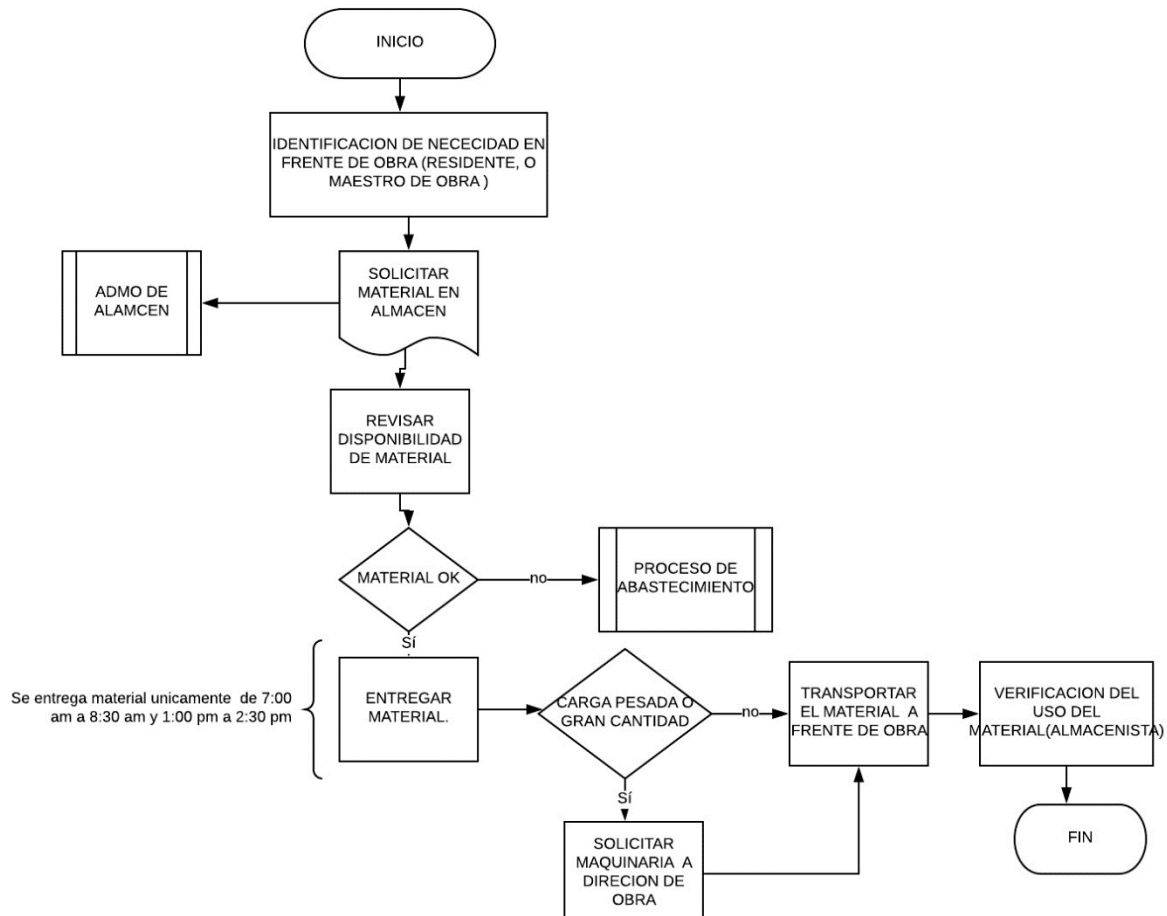 INICIO
IDENTIFICACION DE NECECIDAD EN
FRENTE DE OBRA (RESIDENTE, O
MAESTRO DE OBRA )
ADMO DE
ALAMCEN
SOLICITAR
MATERIAL EN
ALMACEN
REVISAR
DISPONIBILIDAD
DE MATERIAL
MATERIAL OK
no
PROCESO DE
ABASTECIMIENTO
Sí
Se entrega material unicamente de 7:00
am a 8:30 am y 1:00 pm a 2:30 pm
ENTREGAR
MATERIAL.
CARGA PESADA O
GRAN CANTIDAD
no
TRANSPORTAR
EL MATERIAL A
FRENTE DE OBRA
VERIFICACION DEL
USO DEL
MATERIAL(ALMACENISTA)
Sí
SOLICITAR
MAQUINARIA A
DIRECION DE
OBRA
FIN